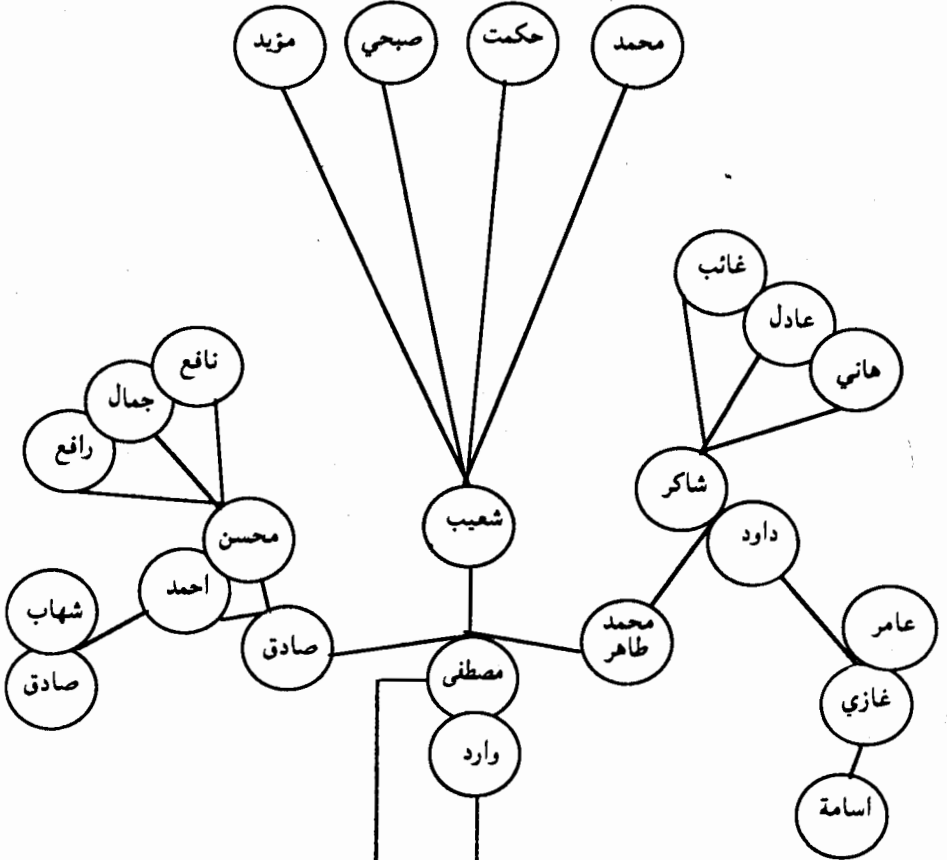 محمد
حكمت
صبحي
مؤيد
غائب
عادل
هاني
نافع
جمال
رافع
شاكر
شعيب
داود
محسن
احمد
شهاب
صادق
محمد
طاهر
صادق
عامر
غازي
مصطفى
وارد
اسامة